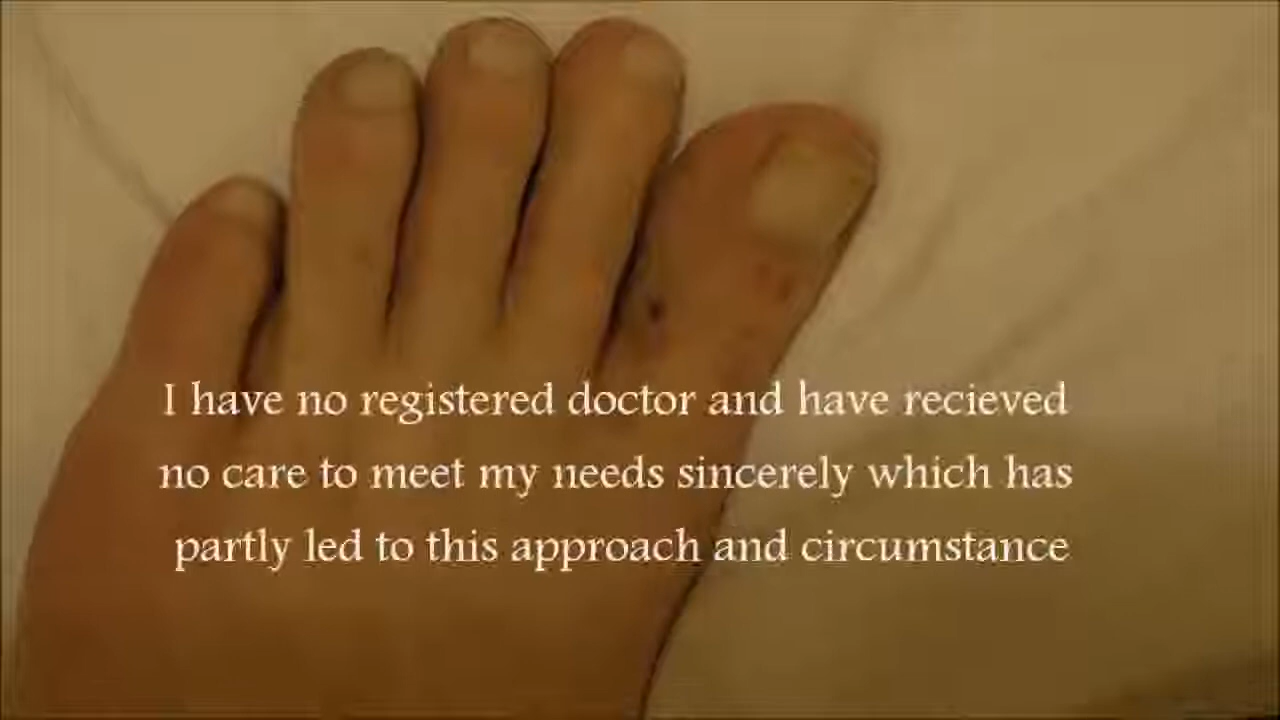 I have no registered doctor and have recieved
no care to meet my needs sincerely which has
partly led to this approach and circumstance